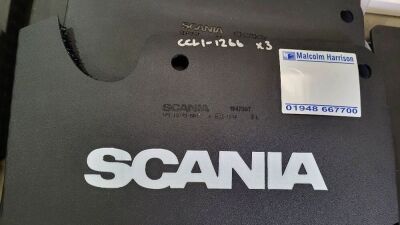 SCANIA
CCL1-1266 x3
Malcolm Harrison
01948 667700
SCANIA
SCANIA